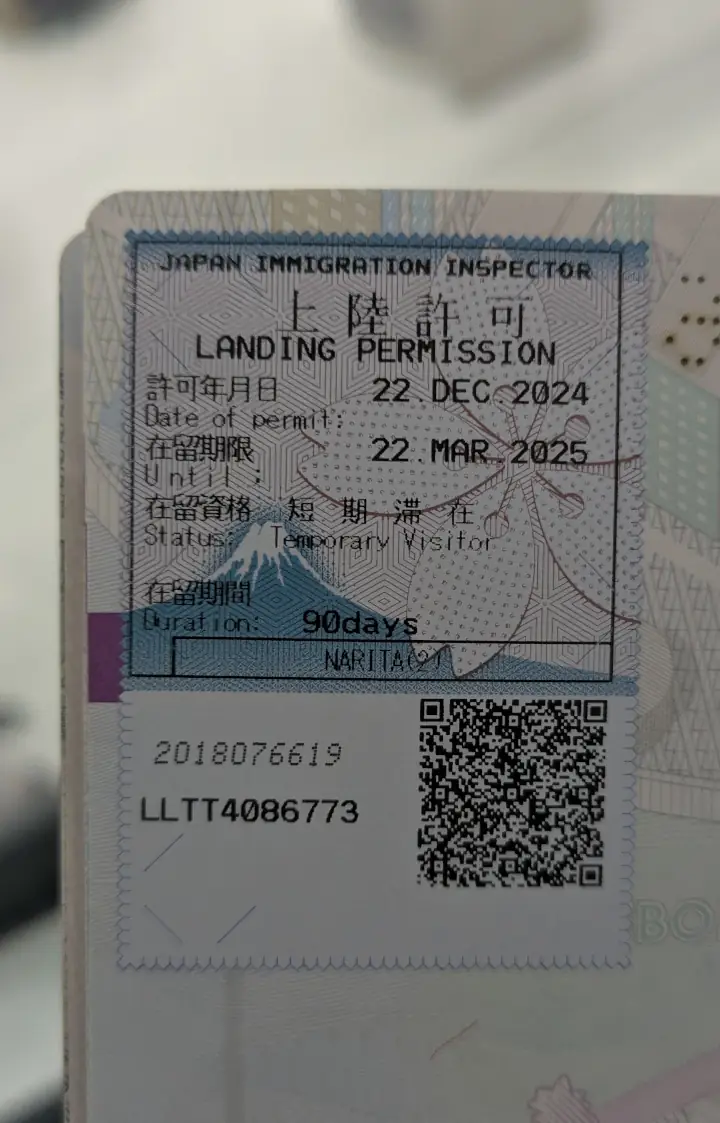 JAPAN IMMIGRATION INSPECTOR
上陸許可
LANDING PERMISSION
許可年月日 22.DEC.2024
Date of permit:
在留期限 22.MAR.2025
Until :
在留資格 短期滞在
Status: Temporary Visitor
在留期間
Duration: 90days
NARITA(2)
2018076619
LLTT4086773
BO